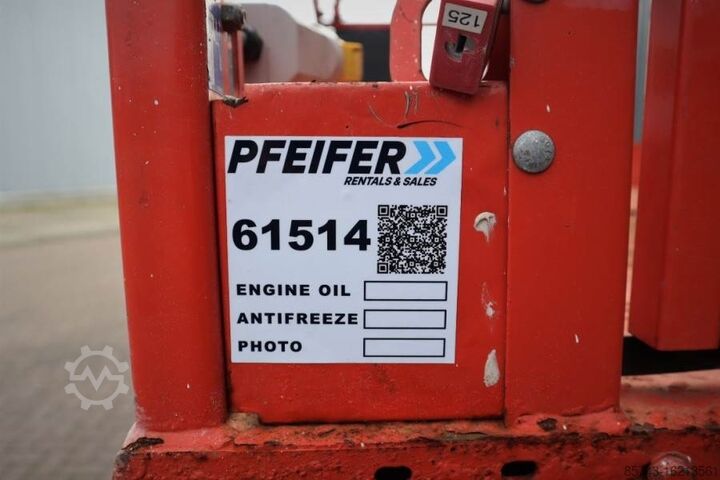 125
PFEIFER
RENTALS & SALES
61514
ENGINE OIL
ANTIFREEZE
PHOTO